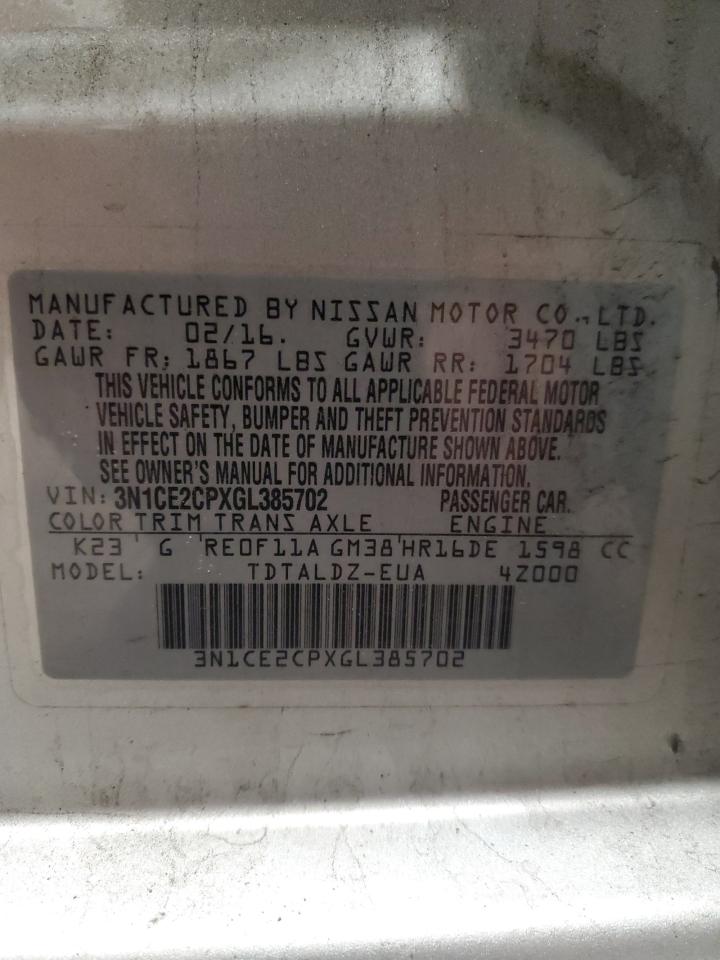 MANUFACTURED BY NISSAN MOTOR CO.,LTD.
DATE: 02/16. GVWR: 3470 LBS
GAWR FR: 1867 LBS GAWR RR: 1704 LBS
THIS VEHICLE CONFORMS TO ALL APPLICABLE FEDERAL MOTOR
VEHICLE SAFETY, BUMPER AND THEFT PREVENTION STANDARDS
IN EFFECT ON THE DATE OF MANUFACTURE SHOWN ABOVE.
SEE OWNER'S MANUAL FOR ADDITIONAL INFORMATION.
VIN: 3N1CE2CPXGL385702 PASSENGER CAR.
COLOR TRIM TRANS AXLE ENGINE
K23 G RE0F11A GM38 HR16DE 1598 CC
MODEL: TDTALDZ-EUA 4Z000
3N1CE2CPXGL385702